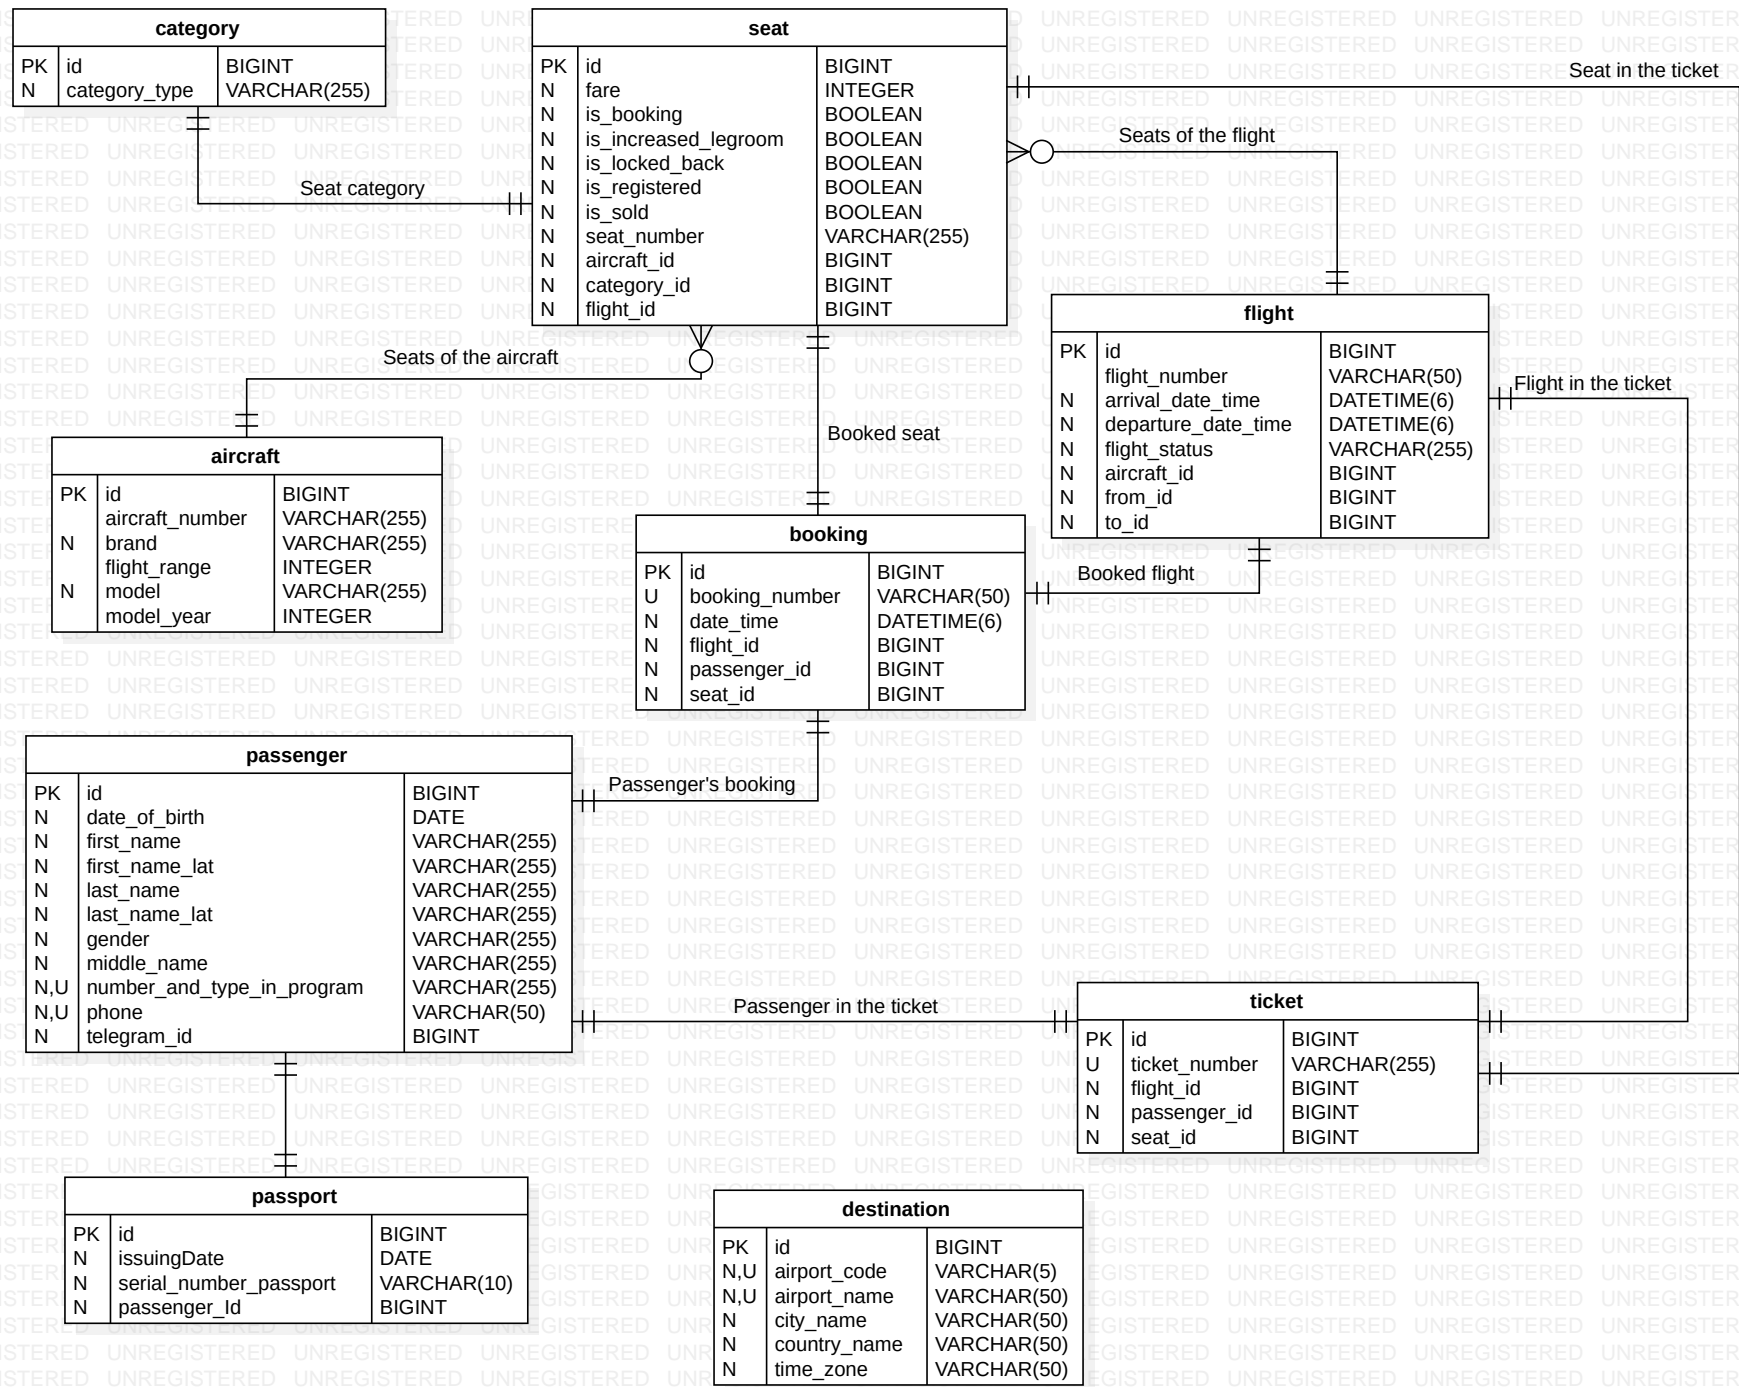 category
PK id BIGINT
N category_type VARCHAR(255)
Seat category
seat
PK id BIGINT
N fare INTEGER
N is_booking BOOLEAN
N is_increased_legroom BOOLEAN
N is_locked_back BOOLEAN
N is_registered BOOLEAN
N is_sold BOOLEAN
N seat_number VARCHAR(255)
N aircraft_id BIGINT
N category_id BIGINT
N flight_id BIGINT
Seat in the ticket
Seats of the flight
flight
PK id BIGINT
flight_number VARCHAR(50)
N arrival_date_time DATETIME(6)
N departure_date_time DATETIME(6)
N flight_status VARCHAR(255)
N aircraft_id BIGINT
N from_id BIGINT
N to_id BIGINT
Flight in the ticket
Seats of the aircraft
Booked seat
aircraft
PK id BIGINT
aircraft_number VARCHAR(255)
N brand VARCHAR(255)
flight_range INTEGER
N model VARCHAR(255)
model_year INTEGER
booking
PK id BIGINT
U booking_number VARCHAR(50)
N date_time DATETIME(6)
N flight_id BIGINT
N passenger_id BIGINT
N seat_id BIGINT
Booked flight
passenger
PK id BIGINT
N date_of_birth DATE
N first_name VARCHAR(255)
N first_name_lat VARCHAR(255)
N last_name VARCHAR(255)
N last_name_lat VARCHAR(255)
N gender VARCHAR(255)
N middle_name VARCHAR(255)
N,U number_and_type_in_program VARCHAR(255)
N,U phone VARCHAR(50)
N telegram_id BIGINT
Passenger's booking
Passenger in the ticket
ticket
PK id BIGINT
U ticket_number VARCHAR(255)
N flight_id BIGINT
N passenger_id BIGINT
N seat_id BIGINT
passport
PK id BIGINT
N issuingDate DATE
N serial_number_passport VARCHAR(10)
N passenger_Id BIGINT
destination
PK id BIGINT
N,U airport_code VARCHAR(5)
N,U airport_name VARCHAR(50)
N city_name VARCHAR(50)
N country_name VARCHAR(50)
N time_zone VARCHAR(50)
UNREGISTERED